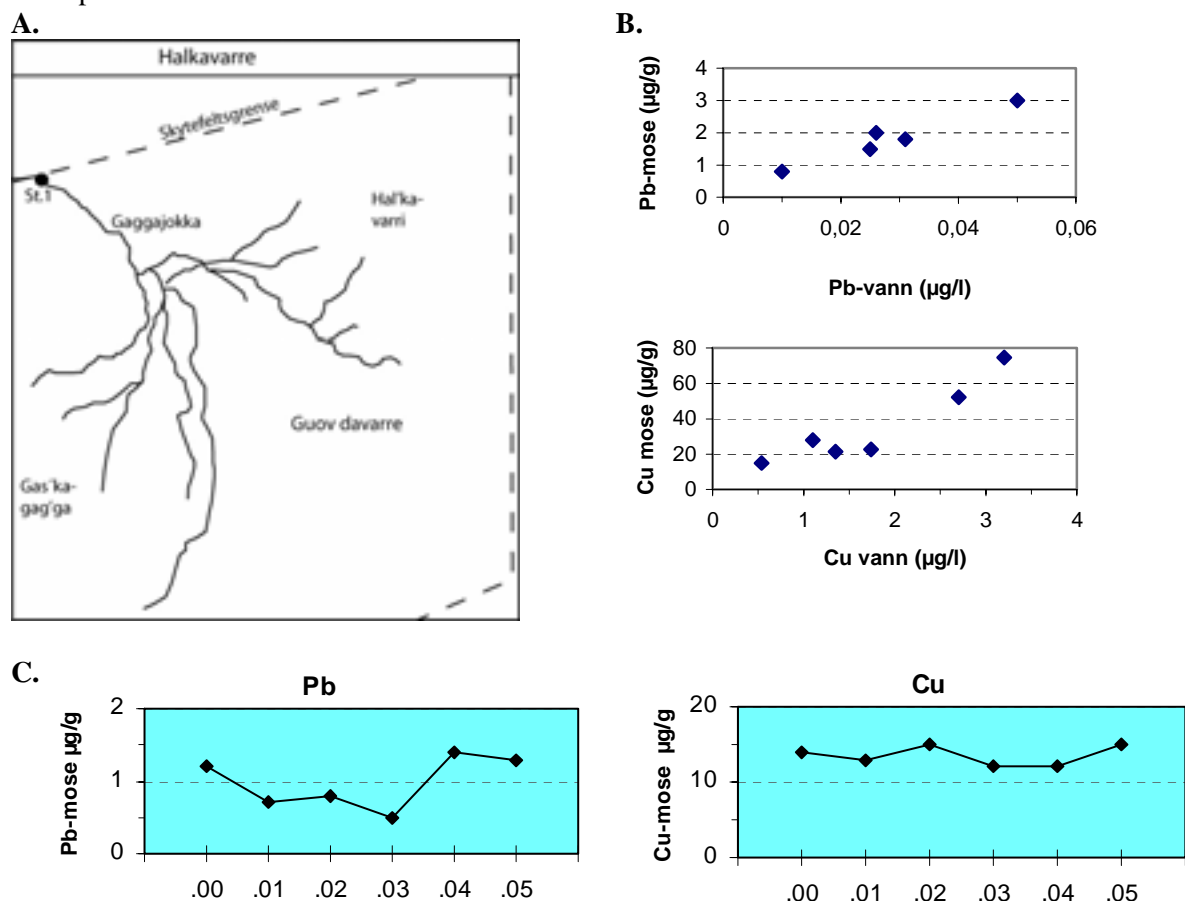 A.
Halkavarre
Skytefeltsgrense
St.1
Gaggajokka
Hal'ka-
varri
Guov davarre
Gas'ka-
gag'ga
B.
Pb-mose (µg/g)
4
3
2
1
0
0 0,02 0,04 0,06
Pb-vann (µg/l)
Cu mose (µg/g)
80
60
40
20
0
0 1 2 3 4
Cu vann (µg/l)
C.
Pb
Pb-mose µg/g
2
1
0
.00 .01 .02 .03 .04 .05
Cu
Cu-mose µg/g
20
10
0
.00 .01 .02 .03 .04 .05